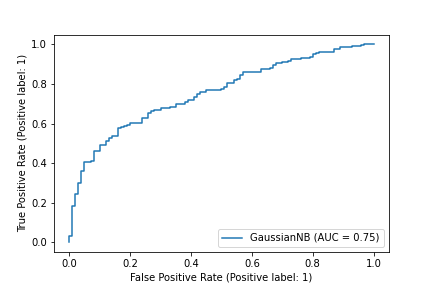 True Positive Rate (Positive label: 1)
1.0
0.8
0.6
0.4
0.2
0.0
GaussianNB (AUC = 0.75)
0.0 0.2 0.4 0.6 0.8 1.0
False Positive Rate (Positive label: 1)